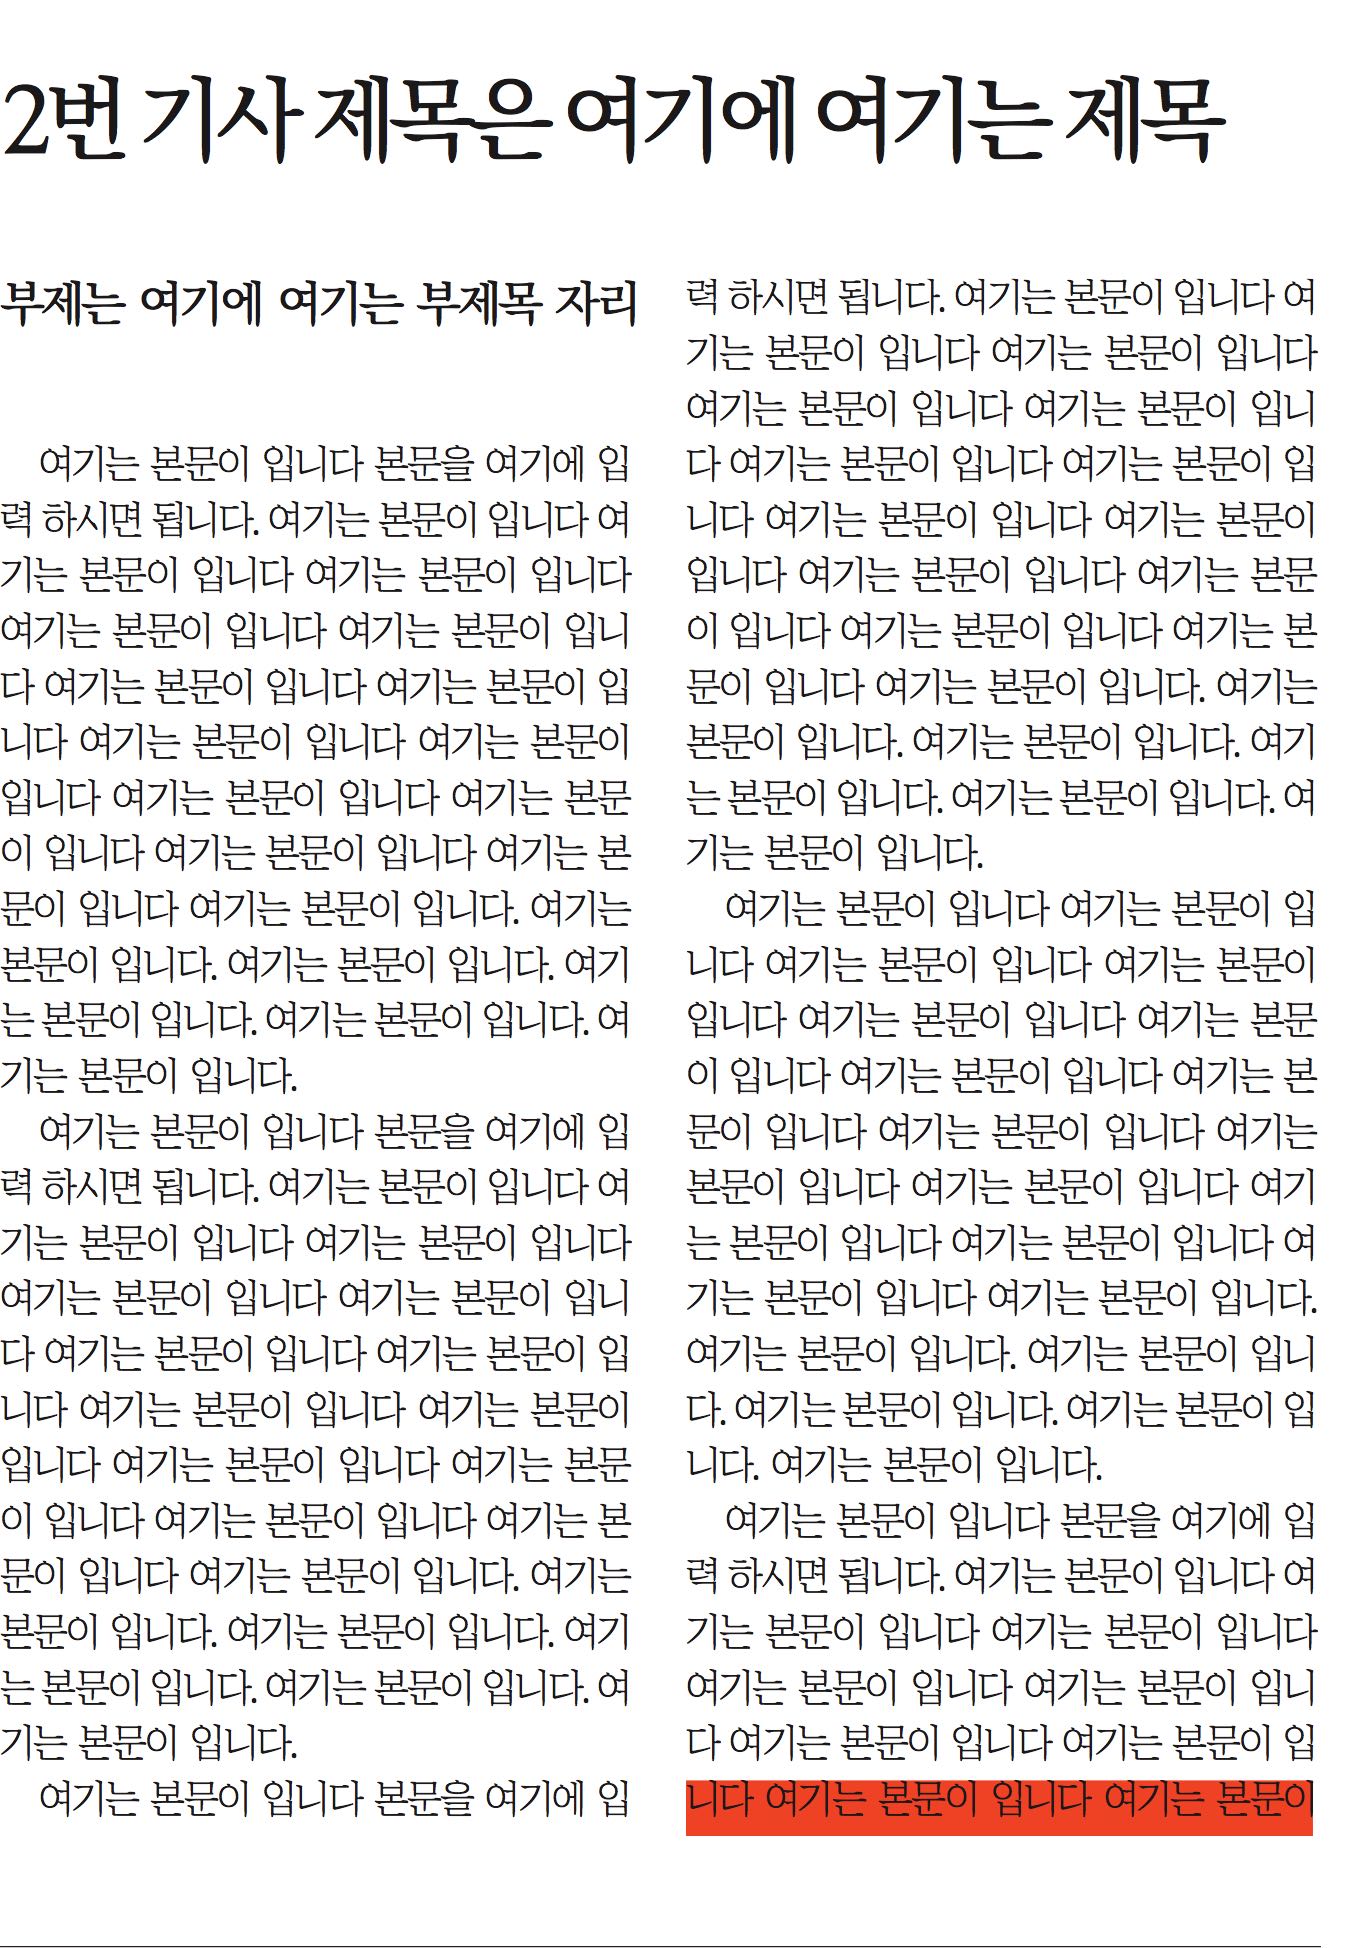 2번 기사 제목은 여기에 여기는 제목
부제는 여기에 여기는 부제목 자리
여기는 본문이 입니다 본문을 여기에 입
력 하시면 됩니다. 여기는 본문이 입니다 여
기는 본문이 입니다 여기는 본문이 입니다
여기는 본문이 입니다 여기는 본문이 입니
다 여기는 본문이 입니다 여기는 본문이 입
니다 여기는 본문이 입니다 여기는 본문이
입니다 여기는 본문이 입니다 여기는 본문
이 입니다 여기는 본문이 입니다 여기는 본
문이 입니다 여기는 본문이 입니다. 여기는
본문이 입니다. 여기는 본문이 입니다. 여기
는 본문이 입니다. 여기는 본문이 입니다. 여
기는 본문이 입니다.
여기는 본문이 입니다 본문을 여기에 입
력 하시면 됩니다. 여기는 본문이 입니다 여
기는 본문이 입니다 여기는 본문이 입니다
여기는 본문이 입니다 여기는 본문이 입니
다 여기는 본문이 입니다 여기는 본문이 입
니다 여기는 본문이 입니다 여기는 본문이
입니다 여기는 본문이 입니다 여기는 본문
이 입니다 여기는 본문이 입니다 여기는 본
문이 입니다 여기는 본문이 입니다. 여기는
본문이 입니다. 여기는 본문이 입니다. 여기
는 본문이 입니다. 여기는 본문이 입니다. 여
기는 본문이 입니다.
여기는 본문이 입니다 본문을 여기에 입
력 하시면 됩니다. 여기는 본문이 입니다 여
기는 본문이 입니다 여기는 본문이 입니다
여기는 본문이 입니다 여기는 본문이 입니
다 여기는 본문이 입니다 여기는 본문이 입
니다 여기는 본문이 입니다 여기는 본문이
입니다 여기는 본문이 입니다 여기는 본문
이 입니다 여기는 본문이 입니다 여기는 본
문이 입니다 여기는 본문이 입니다. 여기는
본문이 입니다. 여기는 본문이 입니다. 여기
는 본문이 입니다. 여기는 본문이 입니다. 여
기는 본문이 입니다.
여기는 본문이 입니다 여기는 본문이 입
니다 여기는 본문이 입니다 여기는 본문이
입니다 여기는 본문이 입니다 여기는 본문
이 입니다 여기는 본문이 입니다 여기는 본
문이 입니다 여기는 본문이 입니다 여기는
본문이 입니다 여기는 본문이 입니다 여기
는 본문이 입니다 여기는 본문이 입니다 여
기는 본문이 입니다 여기는 본문이 입니다.
여기는 본문이 입니다. 여기는 본문이 입니
다. 여기는 본문이 입니다. 여기는 본문이 입
니다. 여기는 본문이 입니다.
여기는 본문이 입니다 본문을 여기에 입
력 하시면 됩니다. 여기는 본문이 입니다 여
기는 본문이 입니다 여기는 본문이 입니다
여기는 본문이 입니다 여기는 본문이 입니
다 여기는 본문이 입니다 여기는 본문이 입
니다 여기는 본문이 입니다 여기는 본문이